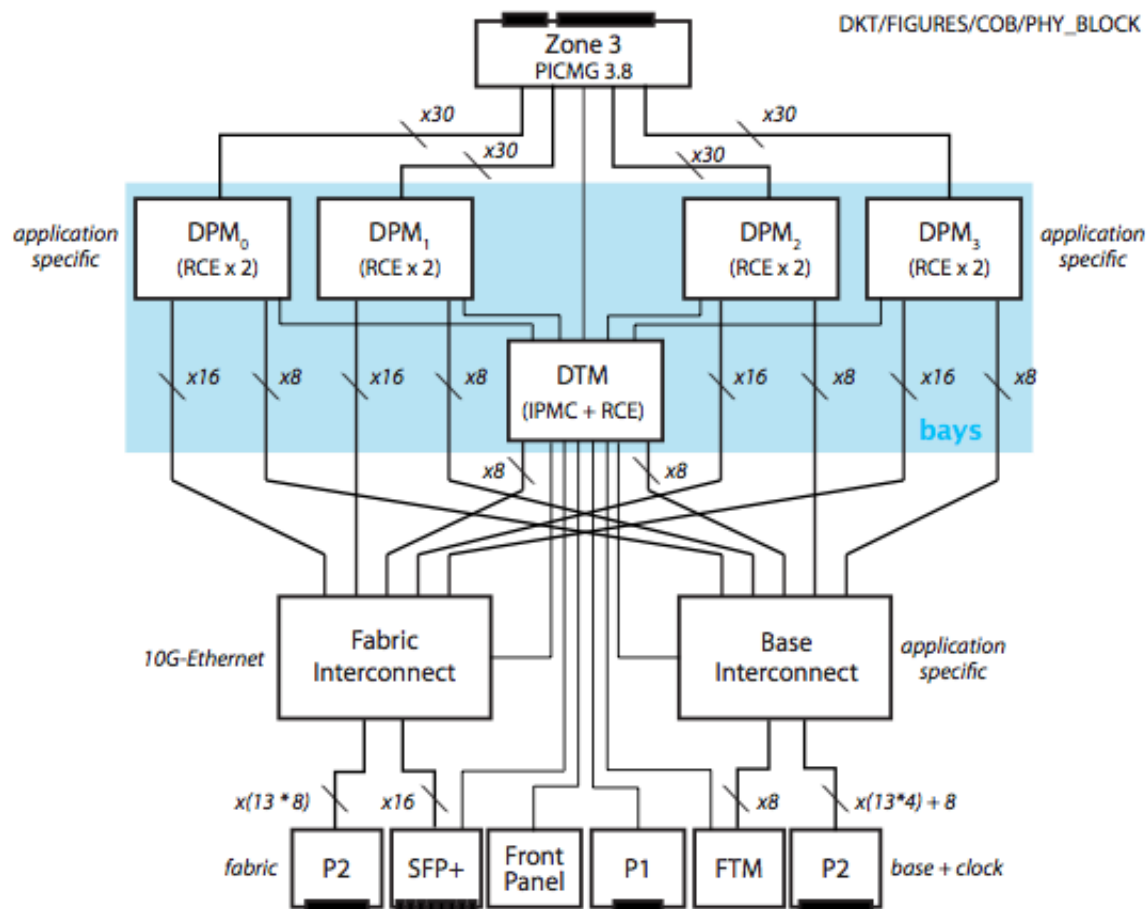 DKT/FIGURES/COB/PHY_BLOCK
Zone 3
PICMG 3.8
x30
x30
x30
x30
application
specific
DPM0
(RCE x 2)
DPM1
(RCE x 2)
DPM2
(RCE x 2)
DPM3
(RCE x 2)
application
specific
x16
x8
x16
x8
DTM
(IPMC + RCE)
x16
x8
x16
x8
bays
x8
x8
10G-Ethernet
Fabric
Interconnect
Base
Interconnect
application
specific
x(13 * 8)
x16
x8
x(13*4) + 8
fabric
P2
SFP+
Front
Panel
P1
FTM
P2
base + clock